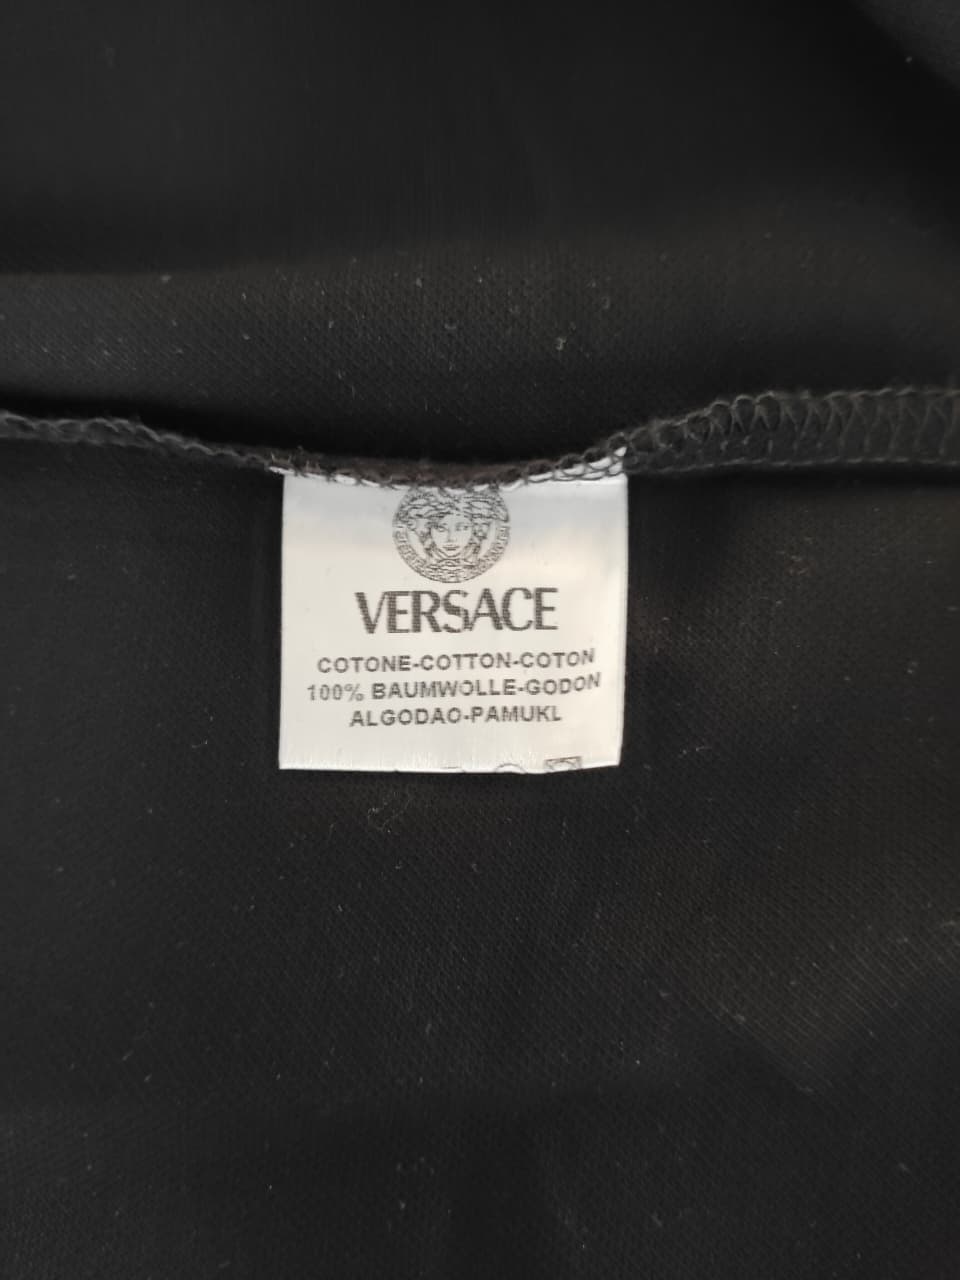 VERSACE
COTONE-COTTON-COTON
100% BAUMWOLLE-GODON
ALGODAO-PAMUKL